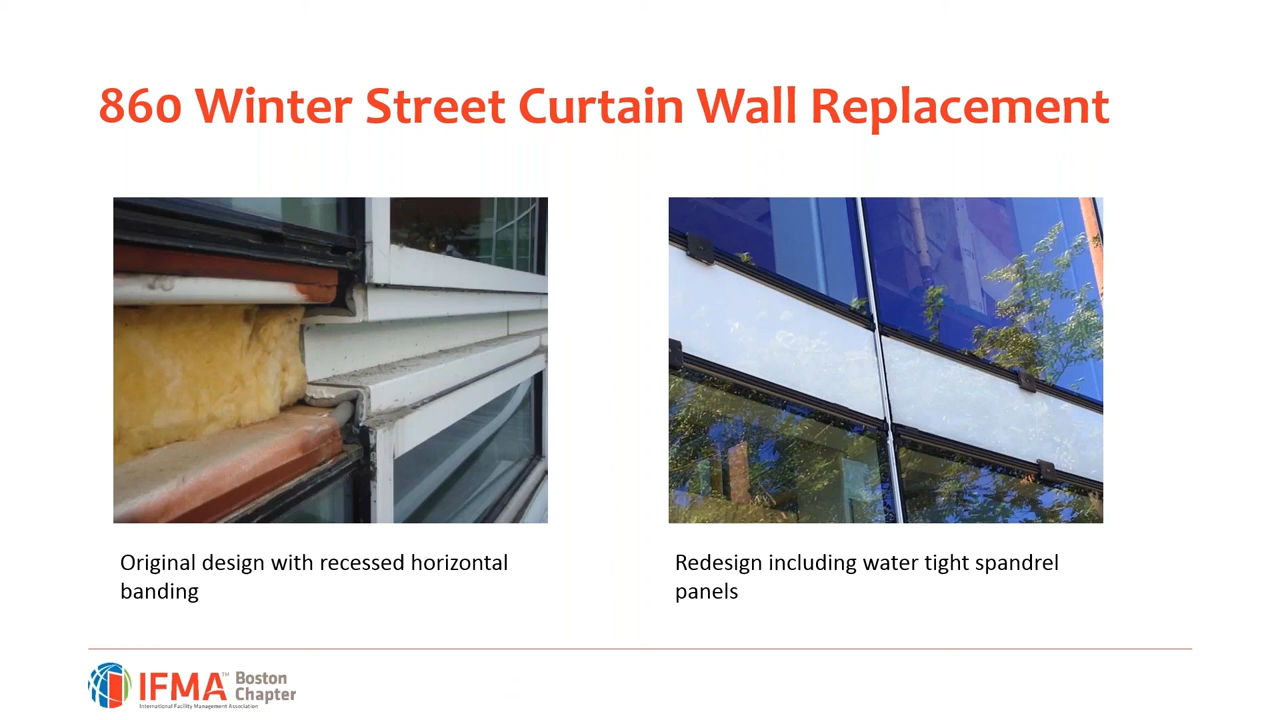 860 Winter Street Curtain Wall Replacement
Original design with recessed horizontal
banding
Redesign including water tight spandrel
panels
IFMA™ Boston
Chapter
International Facility Management Association